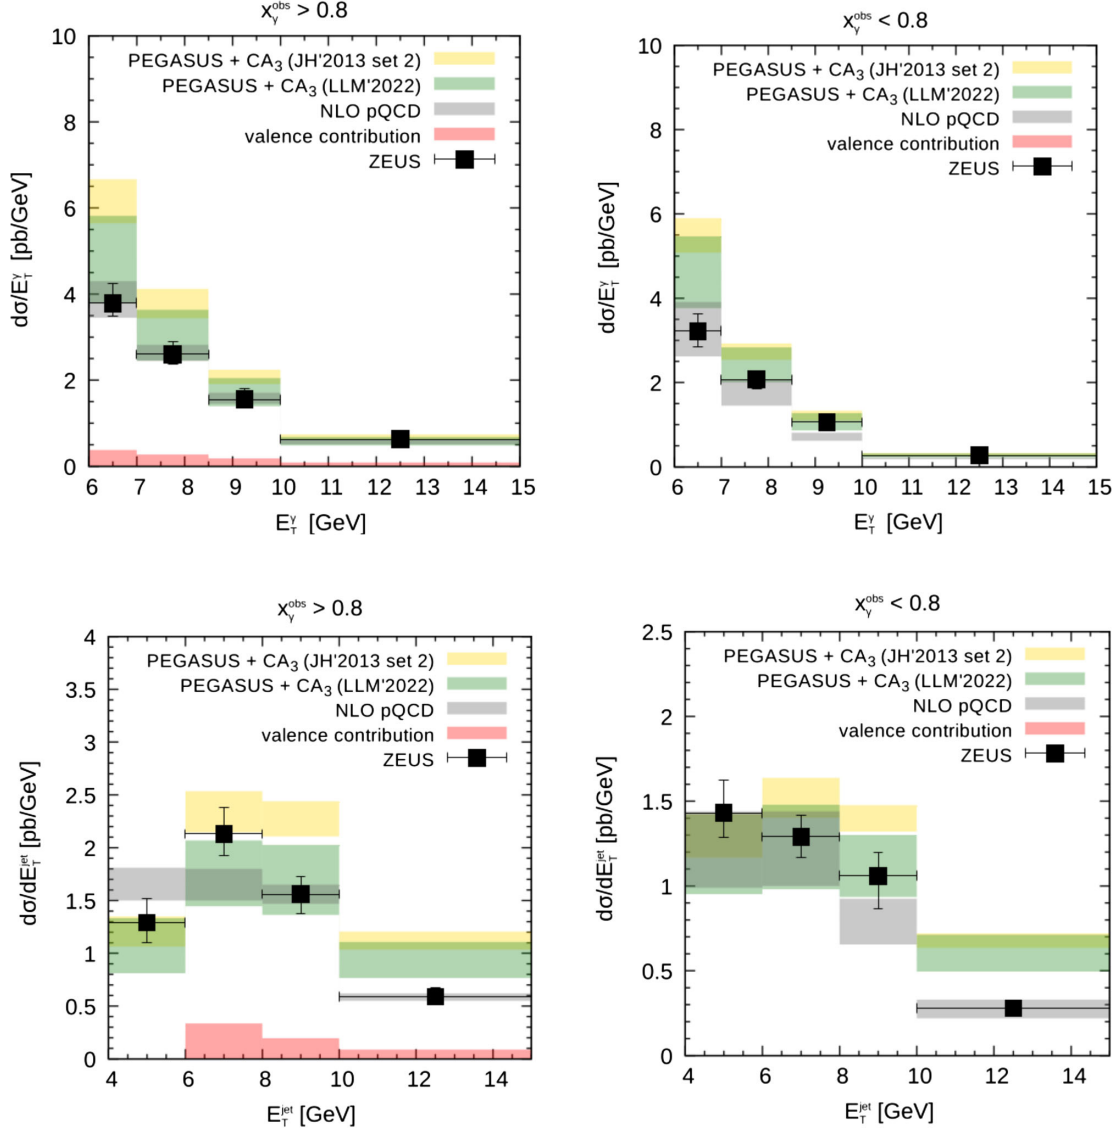 x_γ^obs > 0.8
PEGASUS + CA3 (JH'2013 set 2)
PEGASUS + CA3 (LLM'2022)
NLO pQCD
valence contribution
ZEUS
dσ/E_T^γ [pb/GeV]
10
8
6
4
2
0
6 7 8 9 10 11 12 13 14 15
E_T^γ [GeV]
x_γ^obs < 0.8
PEGASUS + CA3 (JH'2013 set 2)
PEGASUS + CA3 (LLM'2022)
NLO pQCD
valence contribution
ZEUS
dσ/E_T^γ [pb/GeV]
10
8
6
4
2
0
6 7 8 9 10 11 12 13 14 15
E_T^γ [GeV]
x_γ^obs > 0.8
PEGASUS + CA3 (JH'2013 set 2)
PEGASUS + CA3 (LLM'2022)
NLO pQCD
valence contribution
ZEUS
dσ/dE_T^jet [pb/GeV]
4
3.5
3
2.5
2
1.5
1
0.5
0
4 6 8 10 12 14
E_T^jet [GeV]
x_γ^obs < 0.8
PEGASUS + CA3 (JH'2013 set 2)
PEGASUS + CA3 (LLM'2022)
NLO pQCD
valence contribution
ZEUS
dσ/dE_T^jet [pb/GeV]
2.5
2
1.5
1
0.5
0
4 6 8 10 12 14
E_T^jet [GeV]